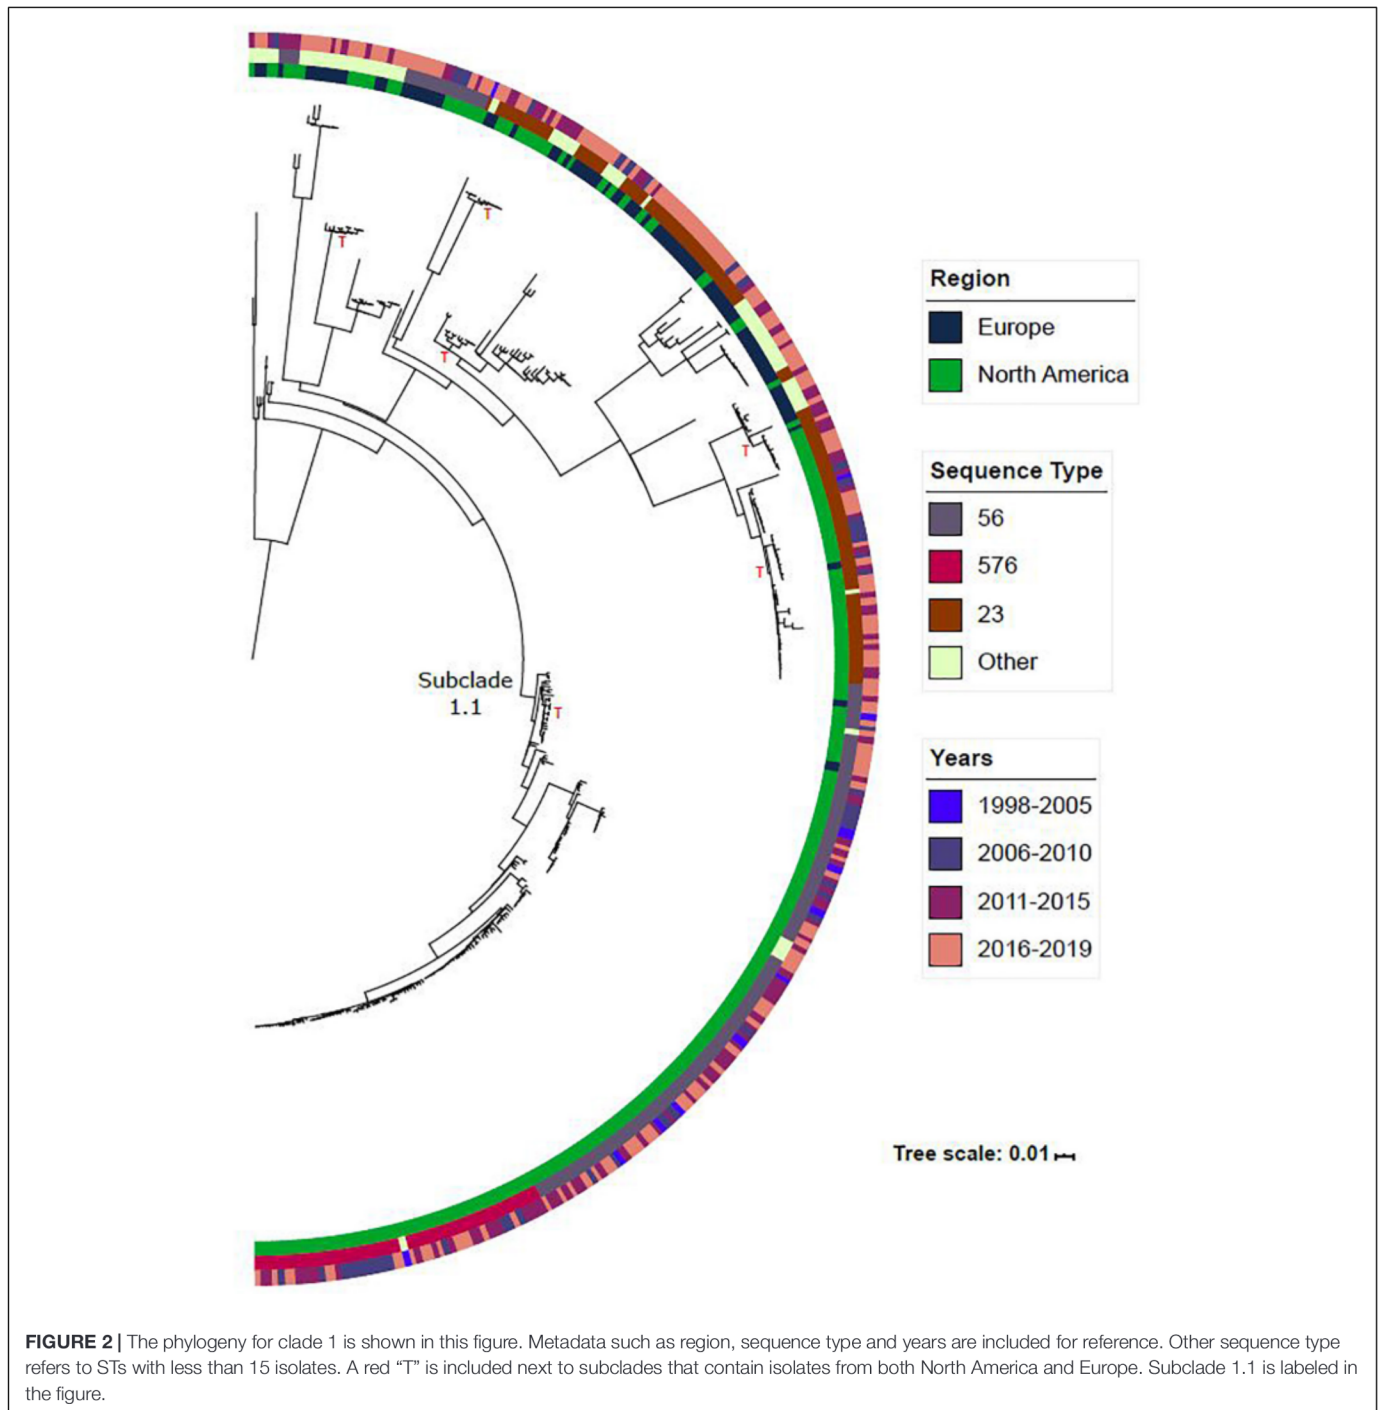 T
T
T
T
T
Subclade
1.1
T
Region
Europe
North America
Sequence Type
56
576
23
Other
Years
1998-2005
2006-2010
2011-2015
2016-2019
Tree scale: 0.01
FIGURE 2 | The phylogeny for clade 1 is shown in this figure. Metadata such as region, sequence type and years are included for reference. Other sequence type
refers to STs with less than 15 isolates. A red “T” is included next to subclades that contain isolates from both North America and Europe. Subclade 1.1 is labeled in
the figure.